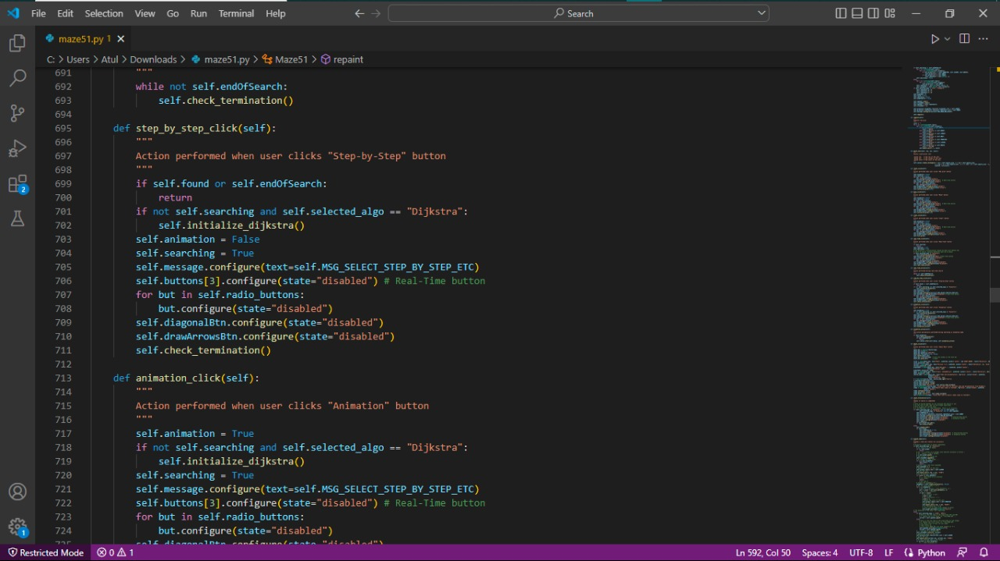 File Edit Selection View Go Run Terminal Help Search
maze51.py 1
C: > Users > Atul > Downloads > maze51.py > Maze51 > repaint
691 """
692 while not self.endOfSearch:
693 self.check_termination()
694
695 def step_by_step_click(self):
696 """
697 Action performed when user clicks "Step-by-Step" button
698 """
699 if self.found or self.endOfSearch:
700 return
701 if not self.searching and self.selected_algo == "Dijkstra":
702 self.initialize_dijkstra()
703 self.animation = False
704 self.searching = True
705 self.message.configure(text=self.MSG_SELECT_STEP_BY_STEP_ETC)
706 self.buttons[3].configure(state="disabled") # Real-Time button
707 for but in self.radio_buttons:
708 but.configure(state="disabled")
709 self.diagonalBtn.configure(state="disabled")
710 self.drawArrowsBtn.configure(state="disabled")
711 self.check_termination()
712
713 def animation_click(self):
714 """
715 Action performed when user clicks "Animation" button
716 """
717 self.animation = True
718 if not self.searching and self.selected_algo == "Dijkstra":
719 self.initialize_dijkstra()
720 self.searching = True
721 self.message.configure(text=self.MSG_SELECT_STEP_BY_STEP_ETC)
722 self.buttons[3].configure(state="disabled") # Real-Time button
723 for but in self.radio_buttons:
724 but.configure(state="disabled")
725 self.diagonalBtn.configure(state="disabled")
2
1
Restricted Mode 0 1 Ln 592, Col 50 Spaces: 4 UTF-8 LF Python